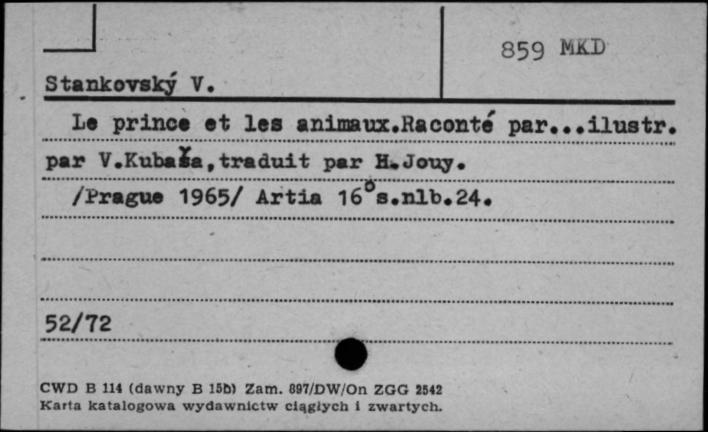 859 MKD
Stankovský V.
Le prince et les animaux.Raconté par...ilustr.
par V.Kubašta,traduit par H.Jouy.
/Prague 1965/ Artia 16° s.nlb.24.
52/72
CWD B 114 (dawny B 15b) Zam. 897/DW/On ZGG 2542
Karta katalogowa wydawnictw ciągłych i zwartych.